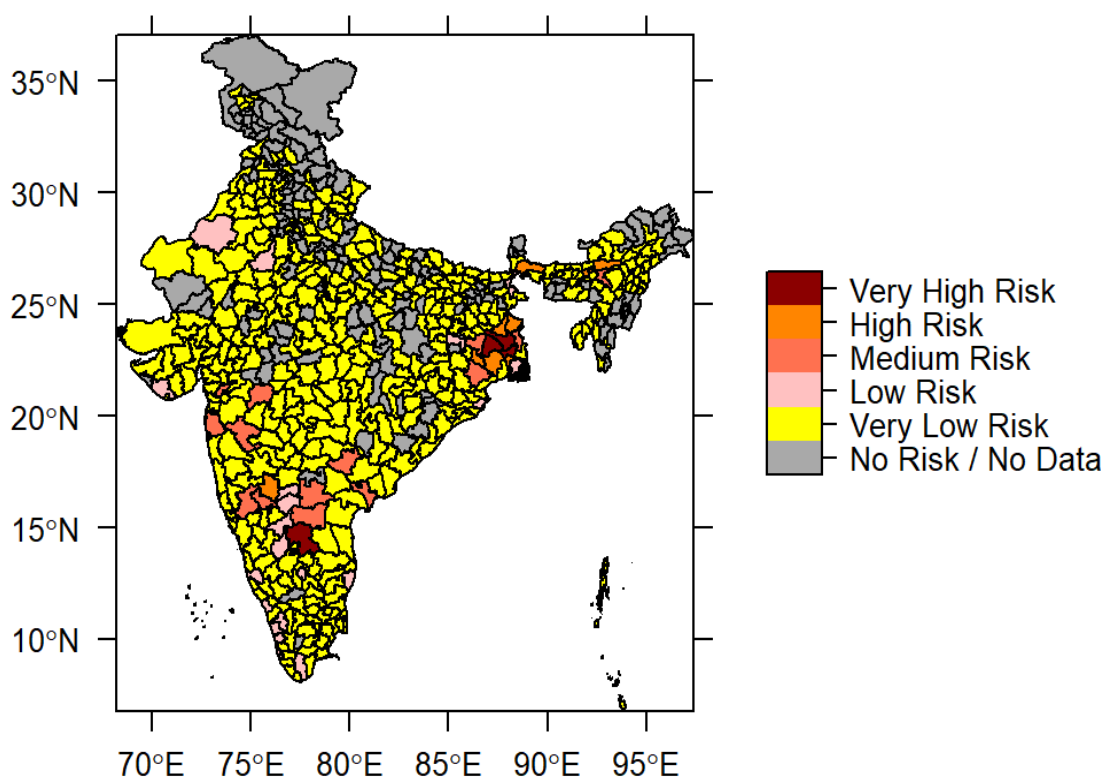 35°N
30°N
25°N
20°N
15°N
10°N
70°E 75°E 80°E 85°E 90°E 95°E
Very High Risk
High Risk
Medium Risk
Low Risk
Very Low Risk
No Risk / No Data